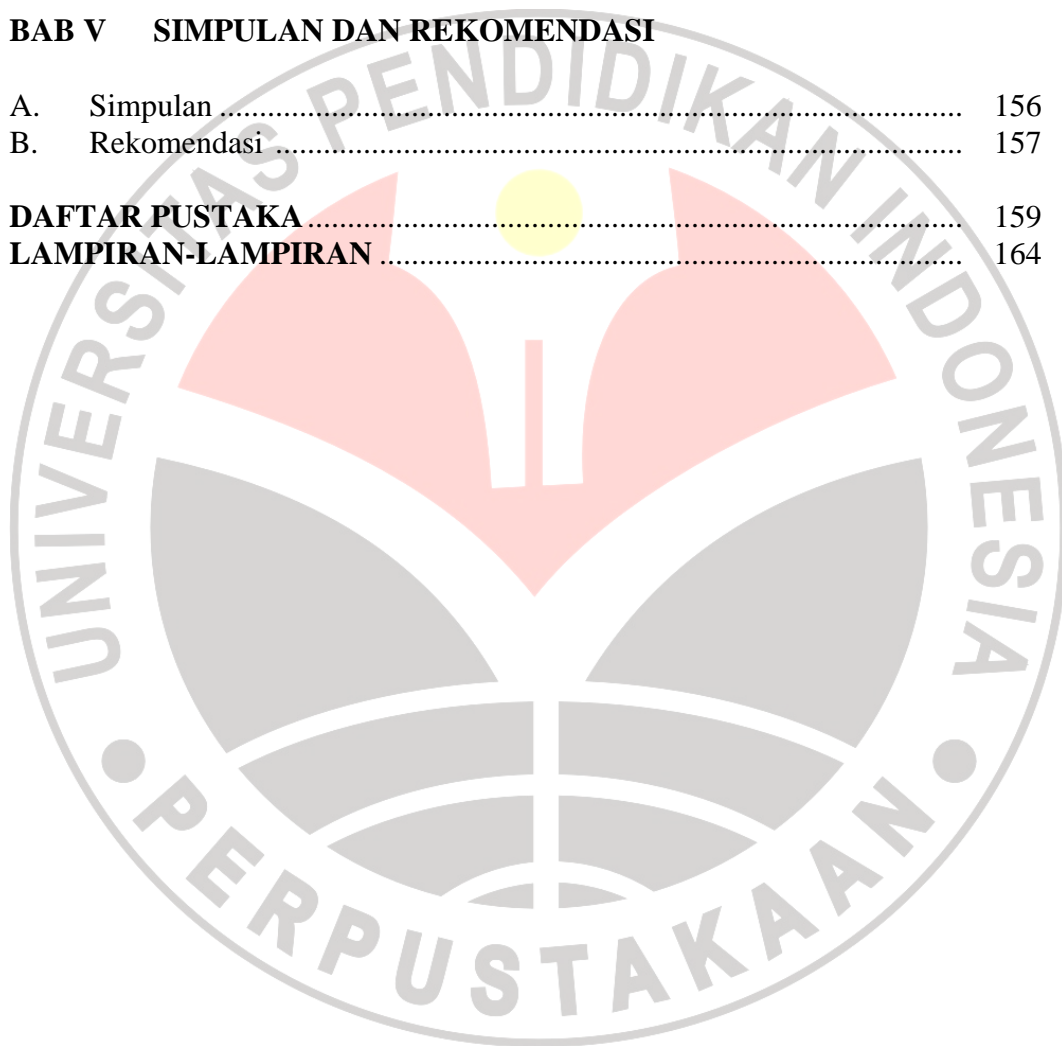 BAB V SIMPULAN DAN REKOMENDASI
A. Simpulan ........................................................................................... 156
B. Rekomendasi .................................................................................... 157
DAFTAR PUSTAKA ................................................................................ 159
LAMPIRAN-LAMPIRAN ....................................................................... 164
UNIVERSITAS PENDIDIKAN INDONESIA
PERPUSTAKAAN